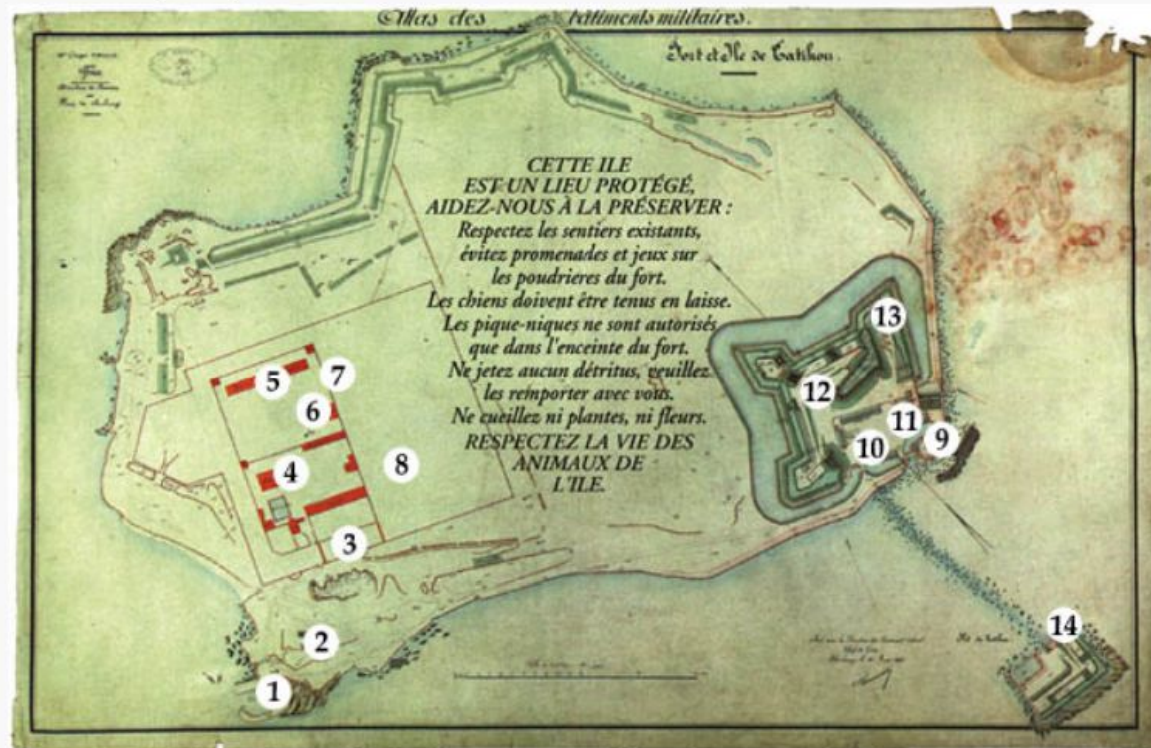 Atlas des bâtiments militaires.
Fort et Ile de Tatihou.
CETTE ILE
EST UN LIEU PROTÉGÉ,
AIDEZ-NOUS À LA PRÉSERVER :
Respectez les sentiers existants,
évitez promenades et jeux sur
les poudrieres du fort.
Les chiens doivent être tenus en laisse.
Les pique-niques ne sont autorisés
que dans l'enceinte du fort.
Ne jetez aucun détritus, veuillez
les remporter avec vous.
Ne cueillez ni plantes, ni fleurs.
RESPECTEZ LA VIE DES
ANIMAUX DE
L'ILE.
13
7
5
12
6
11
9
10
8
4
3
14
2
1